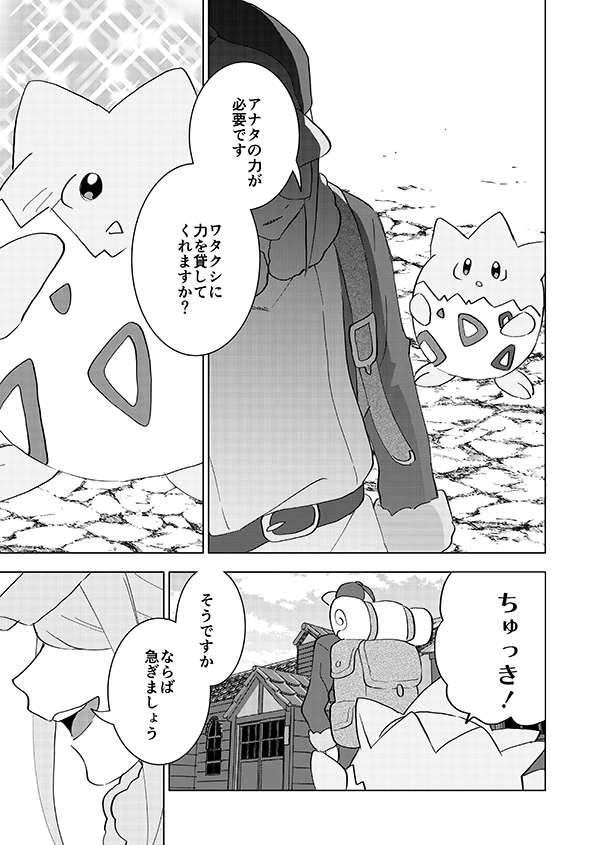 アナタの力が
必要です
ワタクシに
力を貸して
くれますか?
ちゅっき!
そうですか
ならば
急ぎましょう